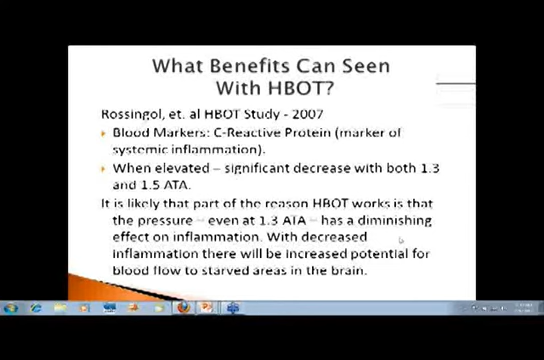 What Benefits Can Seen
With HBOT?
Rossingol, et. al HBOT Study - 2007
Blood Markers: C-Reactive Protein (marker of
systemic inflammation).
When elevated – significant decrease with both 1.3
and 1.5 ATA.
It is likely that part of the reason HBOT works is that
the pressure – even at 1.3 ATA – has a diminishing
effect on inflammation. With decreased
inflammation there will be increased potential for
blood flow to starved areas in the brain.